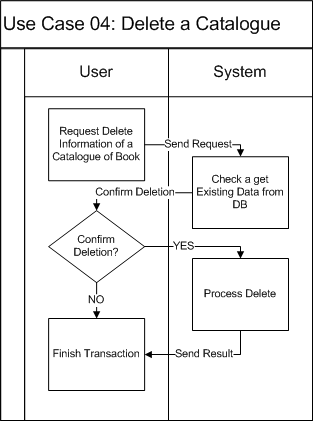 Use Case 04: Delete a Catalogue
User
System
Request Delete
Information of a
Catalogue of Book
Send Request
Check a get
Existing Data from
DB
Confirm Deletion
Confirm
Deletion?
YES
Process Delete
NO
Finish Transaction
Send Result